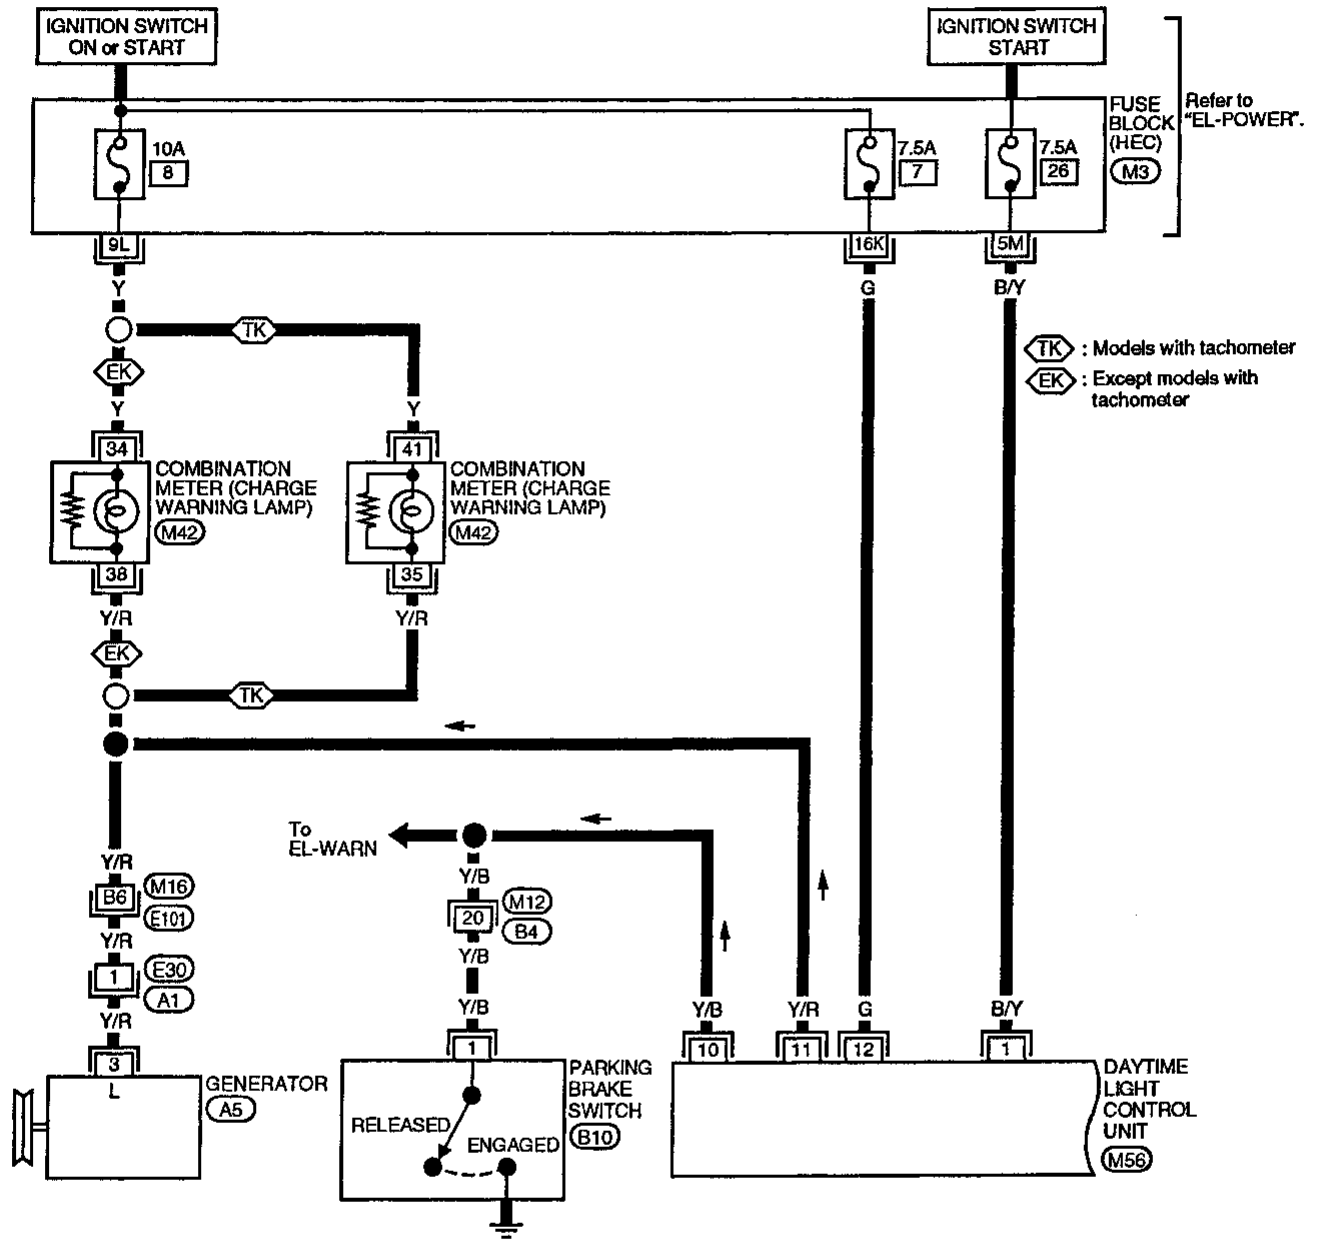 IGNITION SWITCH
ON or START
IGNITION SWITCH
START
FUSE
BLOCK
(HEC)
M3
Refer to
"EL-POWER".
10A
8
7.5A
7
7.5A
26
9L
16K
5M
Y
G
B/Y
TK
TK : Models with tachometer
EK : Except models with
tachometer
EK
Y
Y
34
41
COMBINATION
METER (CHARGE
WARNING LAMP)
M42
COMBINATION
METER (CHARGE
WARNING LAMP)
M42
38
35
Y/R
Y/R
EK
TK
To
EL-WARN
Y/R
B6
M16
E101
Y/R
1
E30
A1
Y/R
3
L
GENERATOR
A5
Y/B
20
M12
B4
Y/B
Y/B
1
RELEASED
ENGAGED
PARKING
BRAKE
SWITCH
B10
Y/B
Y/R
G
B/Y
10
11
12
1
DAYTIME
LIGHT
CONTROL
UNIT
M56